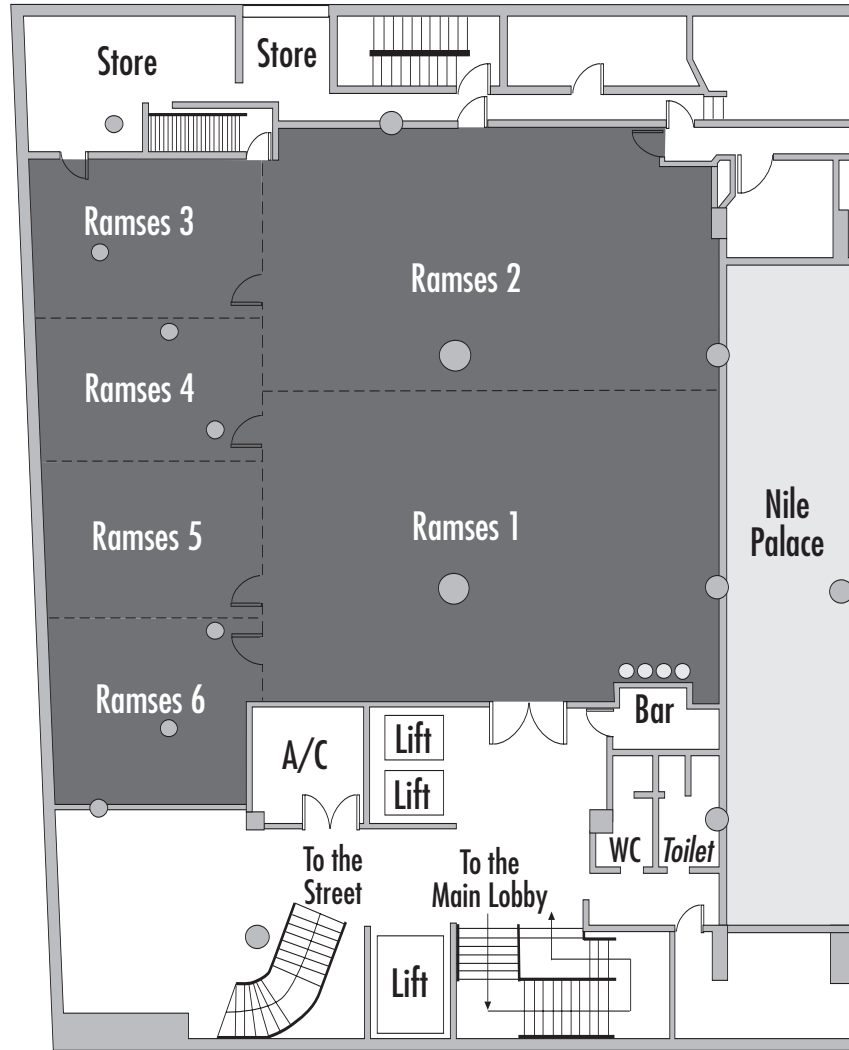 Store
Store
Ramses 3
Ramses 2
Ramses 4
Ramses 5
Ramses 1
Nile
Palace
Ramses 6
Bar
A/C
Lift
Lift
To the
Street
To the
Main Lobby
WC
Toilet
Lift